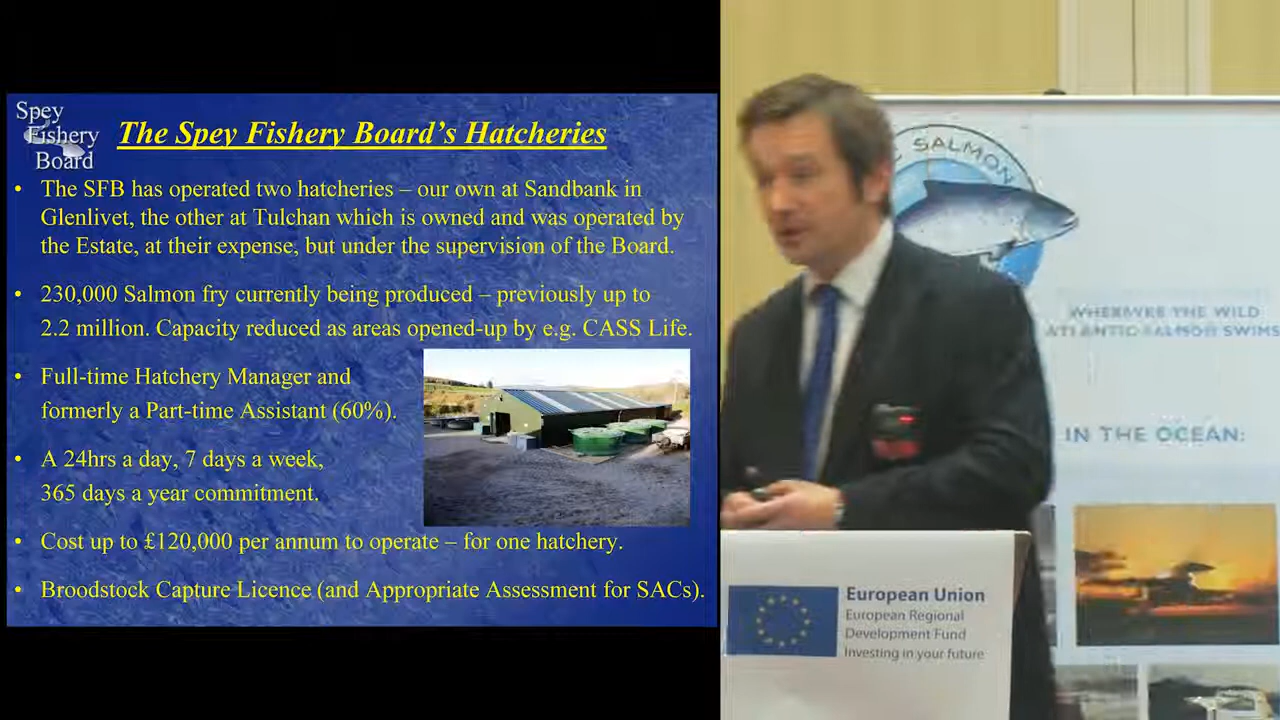 Spey
Fishery
Board
The Spey Fishery Board's Hatcheries
• The SFB has operated two hatcheries – our own at Sandbank in
Glenlivet, the other at Tulchan which is owned and was operated by
the Estate, at their expense, but under the supervision of the Board.
• 230,000 Salmon fry currently being produced – previously up to
2.2 million. Capacity reduced as areas opened-up by e.g. CASS Life.
• Full-time Hatchery Manager and
formerly a Part-time Assistant (60%).
• A 24hrs a day, 7 days a week,
365 days a year commitment.
• Cost up to £120,000 per annum to operate – for one hatchery.
• Broodstock Capture Licence (and Appropriate Assessment for SACs).
SALMON
WHEREVER THE WILD
ATLANTIC SALMON SWIMS
IN THE OCEAN:
European Union
European Regional
Development Fund
Investing in your future